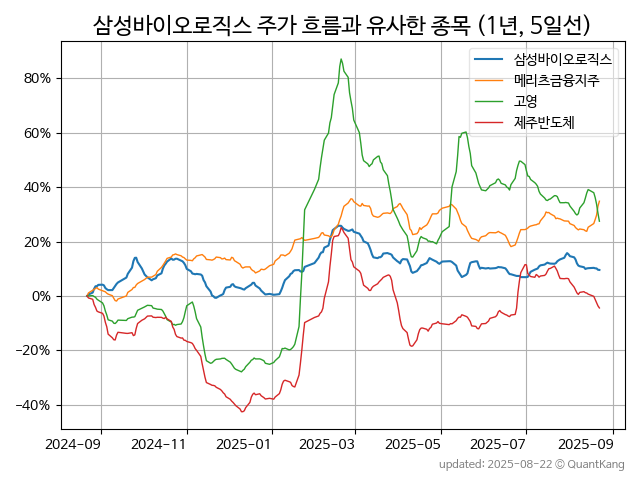 삼성바이오로직스 주가 흐름과 유사한 종목 (1년, 5일선)
삼성바이오로직스
메리츠금융지주
고영
제주반도체
80%
60%
40%
20%
0%
−20%
−40%
2024-09
2024-11
2025-01
2025-03
2025-05
2025-07
2025-09
updated: 2025-08-22 © QuantKang